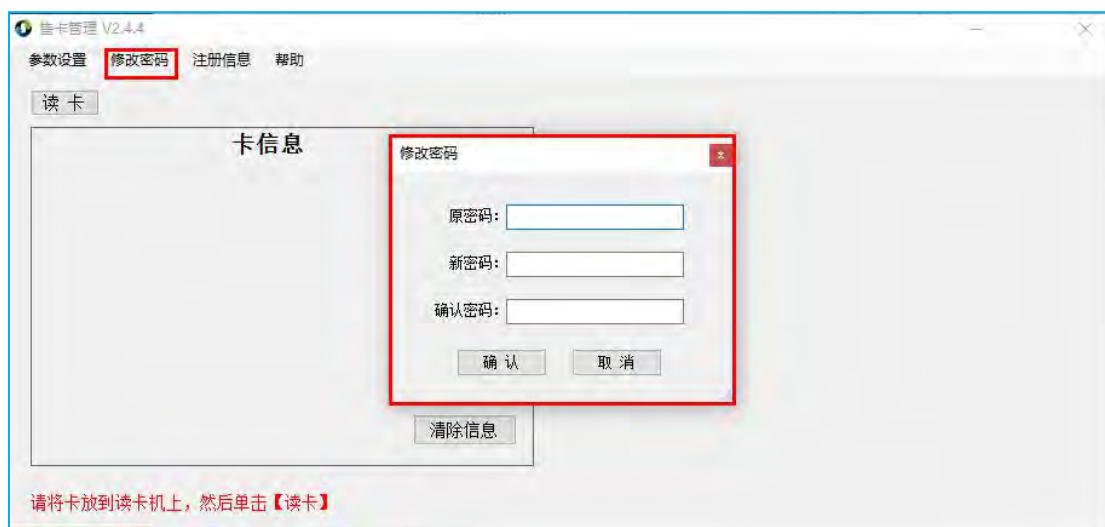 售卡管理 V2.4.4
参数设置 修改密码 注册信息 帮助
读 卡
卡信息
修改密码
原密码：
新密码：
确认密码：
确 认 取 消
清除信息
请将卡放到读卡机上，然后单击【读卡】